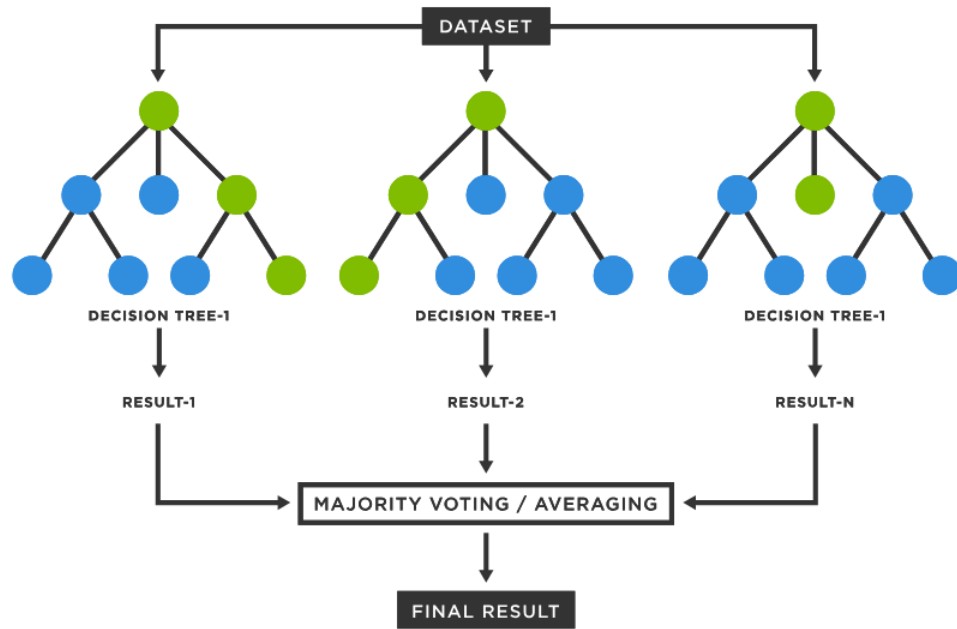 DATASET
DECISION TREE-1
DECISION TREE-1
DECISION TREE-1
RESULT-1
RESULT-2
RESULT-N
MAJORITY VOTING / AVERAGING
FINAL RESULT